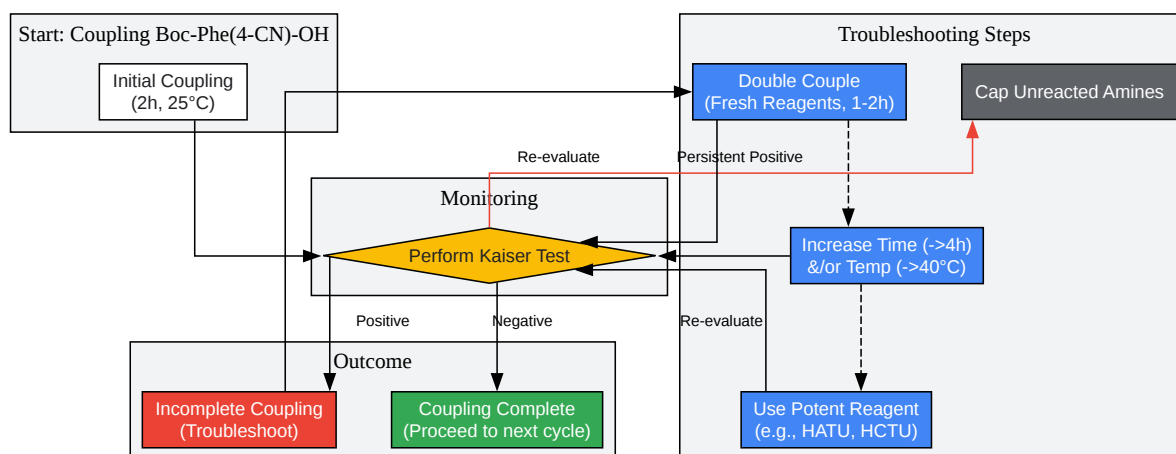 Start: Coupling Boc-Phe(4-CN)-OH
Initial Coupling
(2h, 25°C)
Troubleshooting Steps
Double Couple
(Fresh Reagents, 1-2h)
Cap Unreacted Amines
Re-evaluate
Persistent Positive
Monitoring
Perform Kaiser Test
Increase Time (->4h)
&/or Temp (->40°C)
Positive
Negative
Re-evaluate
Outcome
Incomplete Coupling
(Troubleshoot)
Coupling Complete
(Proceed to next cycle)
Use Potent Reagent
(e.g., HATU, HCTU)